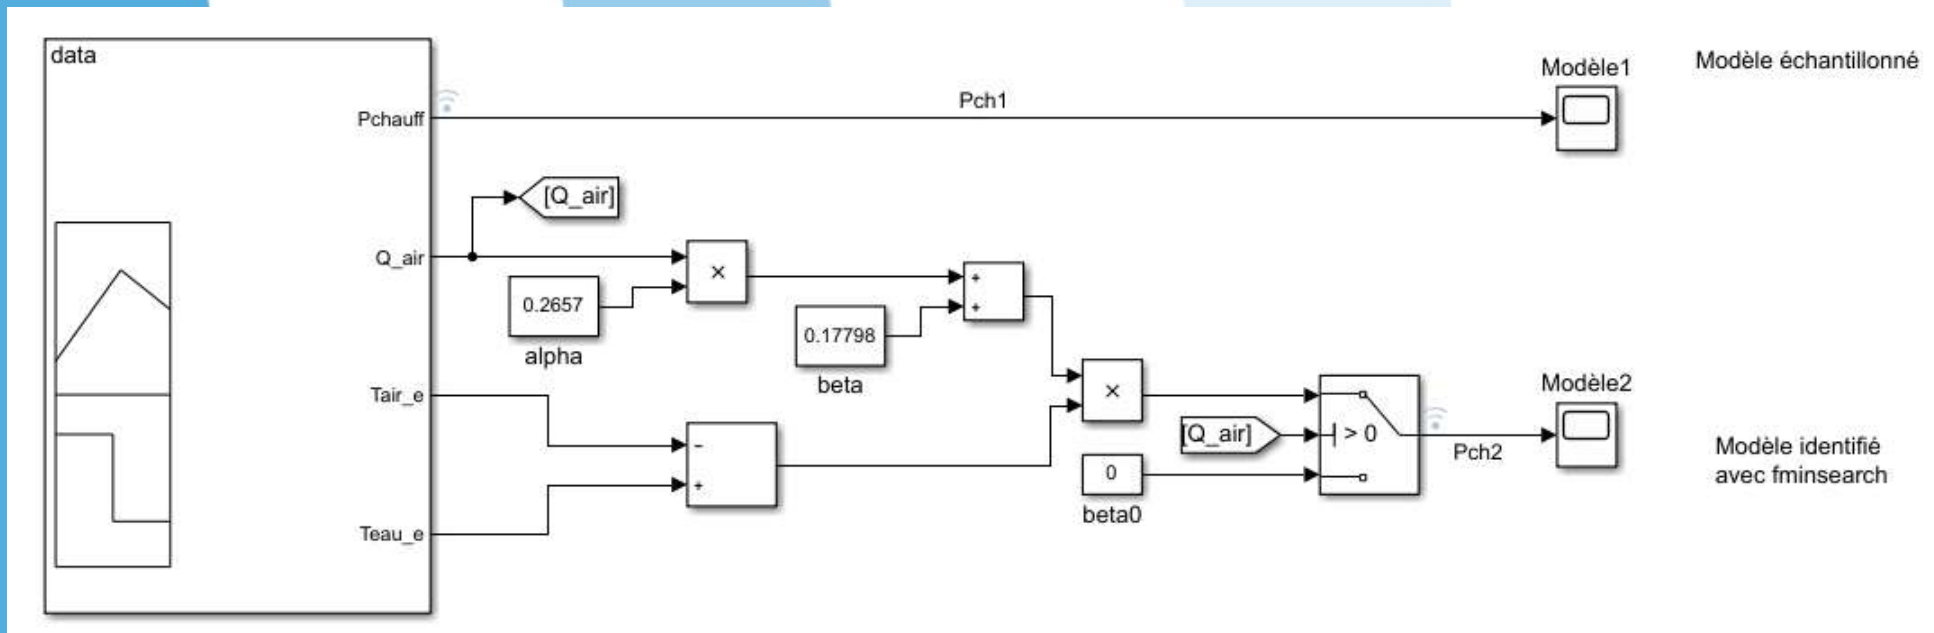 data
Modèle1
Modèle échantillonné
Pchauff
Pch1
[Q_air]
Q_air
×
0.2657
alpha
+
+
0.17798
beta
Tair_e
−
+
×
[Q_air]
> 0
0
beta0
Pch2
Modèle2
Modèle identifié
avec fminsearch
Teau_e